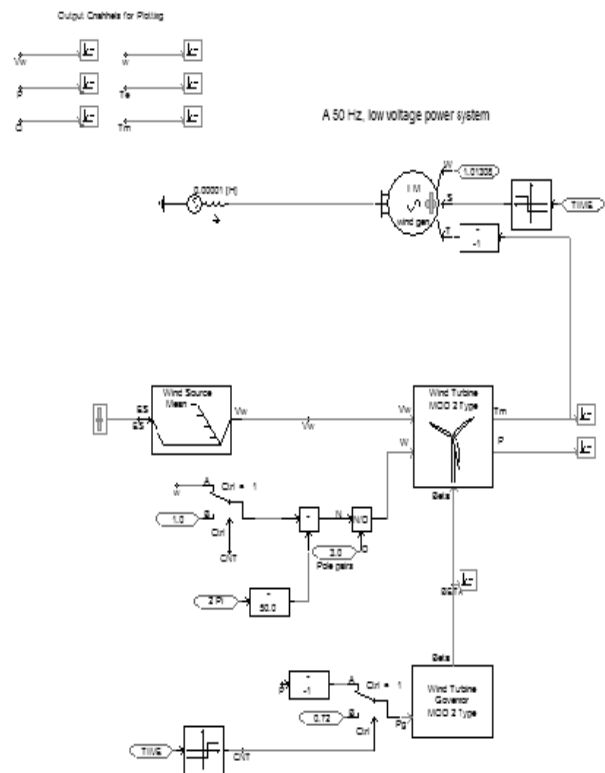 Output Channels for Plotting
Vw
w
P
Te
Q
Tm
A 50 Hz, low voltage power system
0.00001 [H]
W
1.01308
I M
S
TIME
wind gen
T
*
-1
Wind Source
Mean
Wind Turbine
MOD 2 Type
ES
ES
Vw
Vw
Vw
Tm
W
P
Beta
w
A
Ctrl = 1
1.0
B
Ctrl
CNT
*
N
N/D
D
3.0
Pole pairs
2 Pi
*
50.0
BETA
Beta
P
*
-1
A
Ctrl = 1
Wind Turbine
Governor
MOD 2 Type
0.72
B
Ctrl
Pg
TIME
CNT